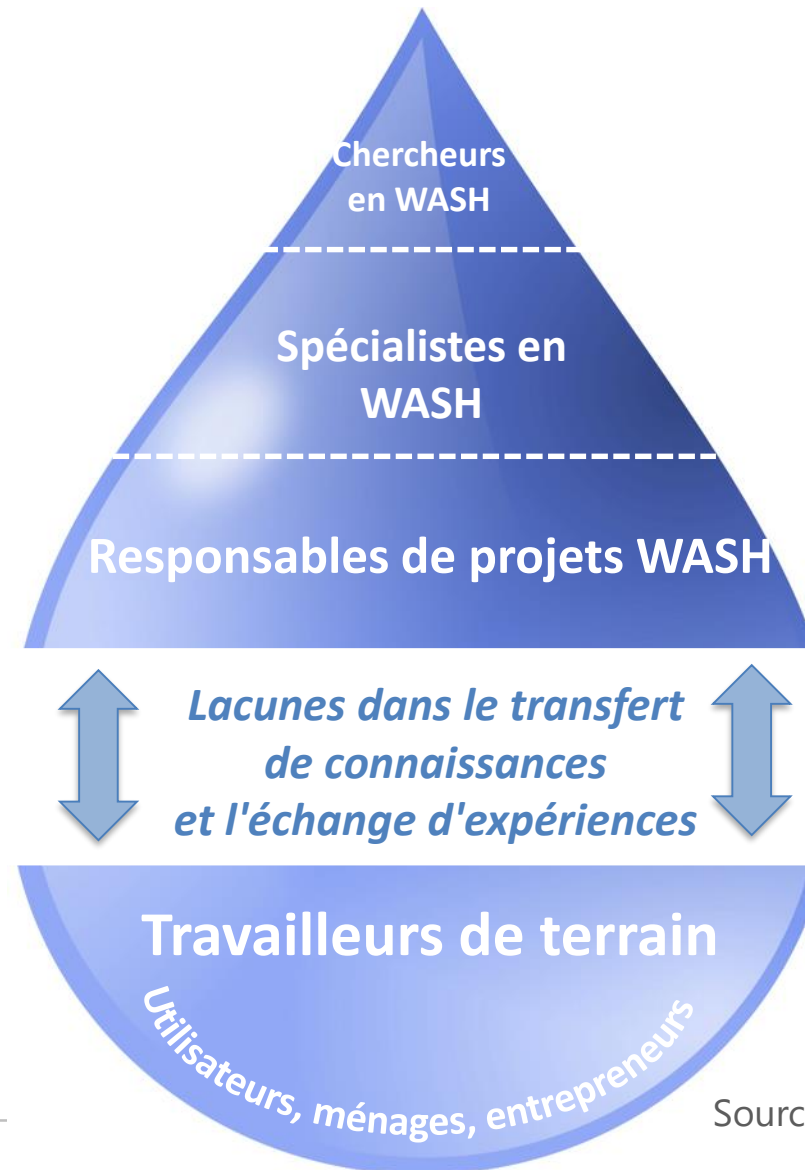 Chercheurs
en WASH
Spécialistes en
WASH
Responsables de projets WASH
Lacunes dans le transfert
de connaissances
et l'échange d'expériences
Travailleurs de terrain
Utilisateurs, ménages, entrepreneurs